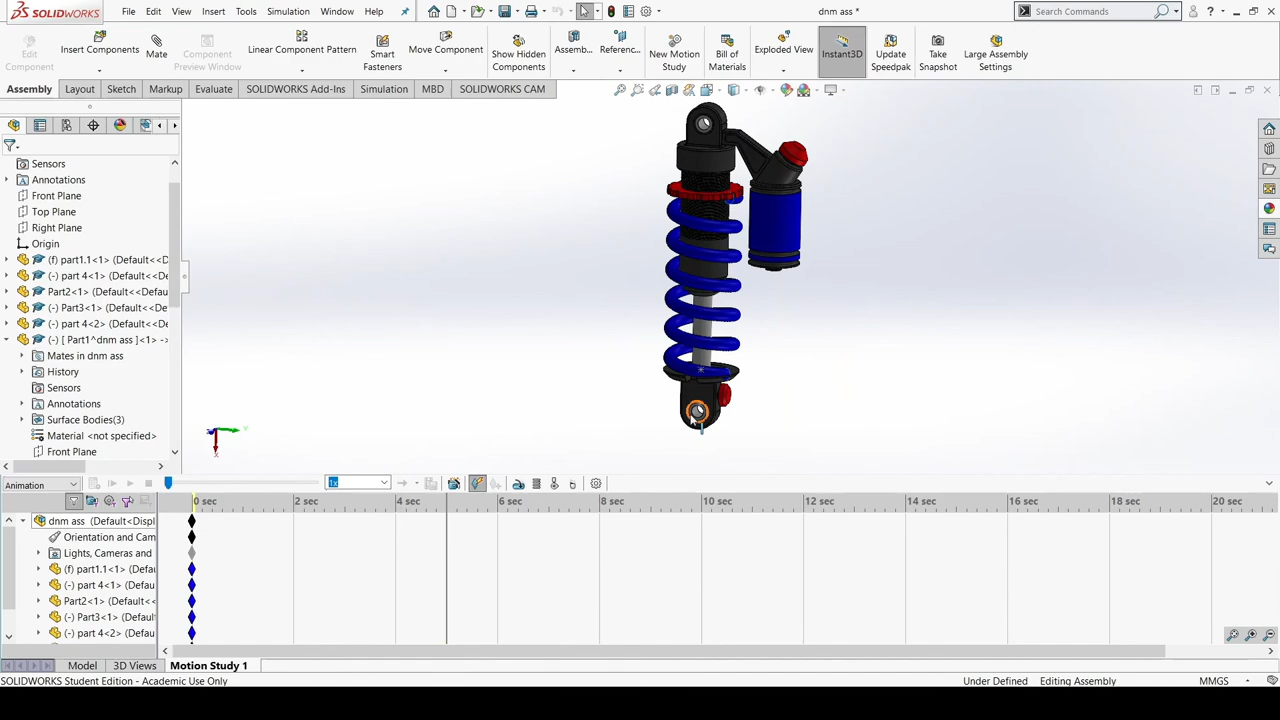 SOLIDWORKS
File
Edit
View
Insert
Tools
Simulation
Window
Help
dnm ass *
Search Commands
Edit Component
Insert Components
Mate
Component Preview Window
Linear Component Pattern
Smart Fasteners
Move Component
Show Hidden Components
Assemb...
Referenc...
New Motion Study
Bill of Materials
Exploded View
Instant3D
Update Speedpak
Take Snapshot
Large Assembly Settings
Assembly
Layout
Sketch
Markup
Evaluate
SOLIDWORKS Add-Ins
Simulation
MBD
SOLIDWORKS CAM
Sensors
Annotations
Front Plane
Top Plane
Right Plane
Origin
(f) part1.1<1> (Default<<D
(-) part 4<1> (Default<<De
Part2<1> (Default<<Defau
(-) Part3<1> (Default<<De
(-) part 4<2> (Default<<De
(-) [ Part1^dnm ass ]<1> ->
Mates in dnm ass
History
Sensors
Annotations
Surface Bodies(3)
Material <not specified>
Front Plane
Y
X
Animation
1x
0 sec
2 sec
4 sec
6 sec
8 sec
10 sec
12 sec
14 sec
16 sec
18 sec
20 sec
dnm ass (Default<Displ
Orientation and Cam
Lights, Cameras and
(f) part1.1<1> (Defau
(-) part 4<1> (Defau
Part2<1> (Default<<
(-) Part3<1> (Defaul
(-) part 4<2> (Defau
Model
3D Views
Motion Study 1
SOLIDWORKS Student Edition - Academic Use Only
Under Defined
Editing Assembly
MMGS